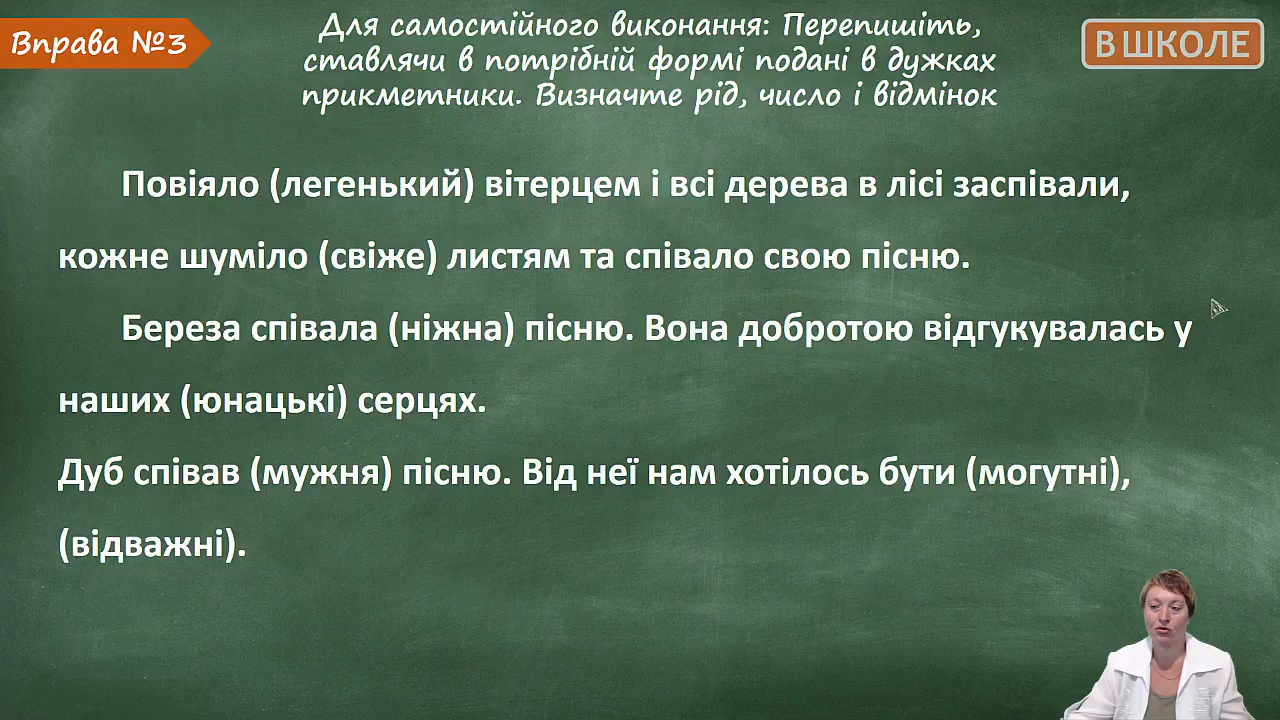 Вправа №3
Для самостійного виконання: Перепишіть,
ставлячи в потрібній формі подані в дужках
прикметники. Визначте рід, число і відмінок
В ШКОЛЕ
Повіяло (легенький) вітерцем і всі дерева в лісі заспівали,
кожне шуміло (свіже) листям та співало свою пісню.
Береза співала (ніжна) пісню. Вона добротою відгукувалась у
наших (юнацькі) серцях.
Дуб співав (мужня) пісню. Від неї нам хотілось бути (могутні),
(відважні).